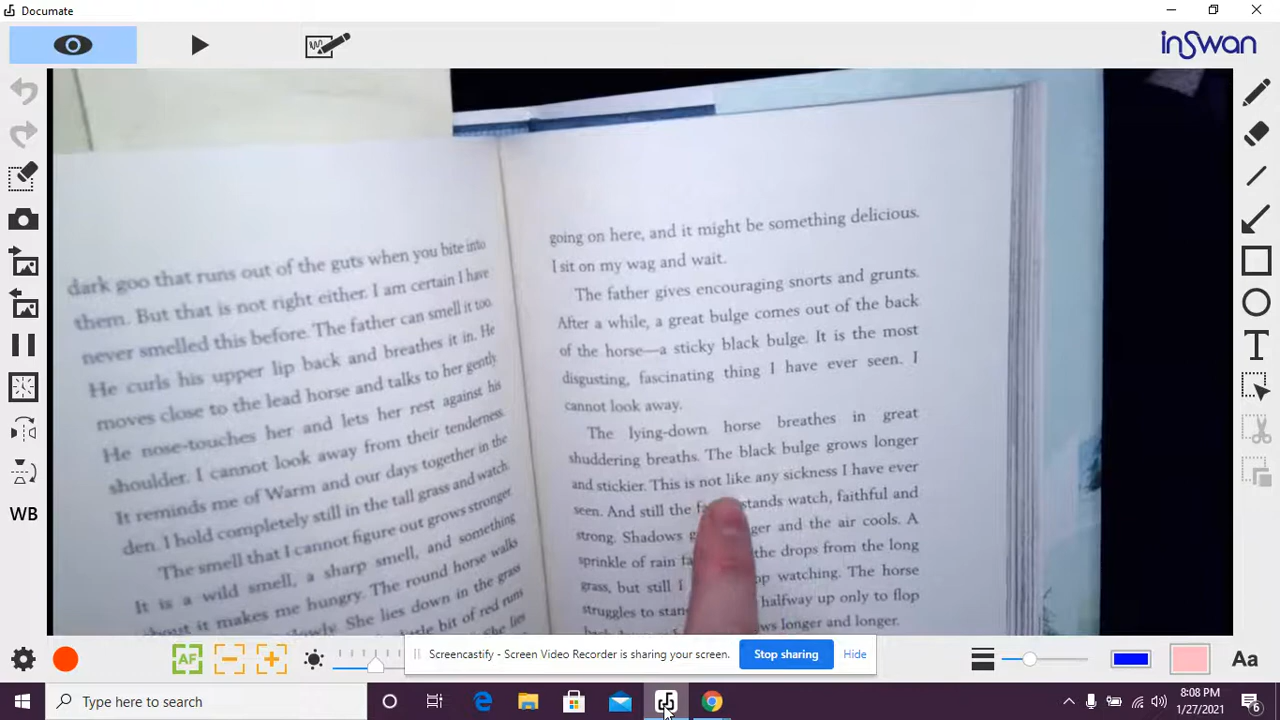 Documate
inswan
dark goo that runs out of the guts when you bite into
them. But that is not right either. I am certain I have
never smelled this before. The father can smell it too.
He curls his upper lip back and breathes it in. He
moves close to the lead horse and talks to her gently
He nose-touches her and lets her rest against his
shoulder. I cannot look away from their tenderness.
It reminds me of Warm and our days together in the
den. I hold completely still in the tall grass and watch.
The smell that I cannot figure out grows stronger.
It is a wild smell, a sharp smell, and something
about it makes me hungry. The round horse walks
slowly. She lies down in the grass
little bit of red runs
She lies
going on here, and it might be something delicious.
I sit on my wag and wait.
The father gives encouraging snorts and grunts.
After a while, a great bulge comes out of the back
of the horse—a sticky black bulge. It is the most
disgusting, fascinating thing I have ever seen. I
cannot look away.
The lying-down horse breathes in great
shuddering breaths. The black bulge grows longer
and stickier. This is not like any sickness I have ever
seen. And still the stands watch, faithful and
strong. Shadows and the air cools. A
sprinkle of rain the drops from the long
grass, but still I watching. The horse
struggles to halfway up only to flop
longer and longer.
WB
AF
Screencastify - Screen Video Recorder is sharing your screen.
Stop sharing
Hide
T
Aa
Type here to search
8:08 PM
1/27/2021
6